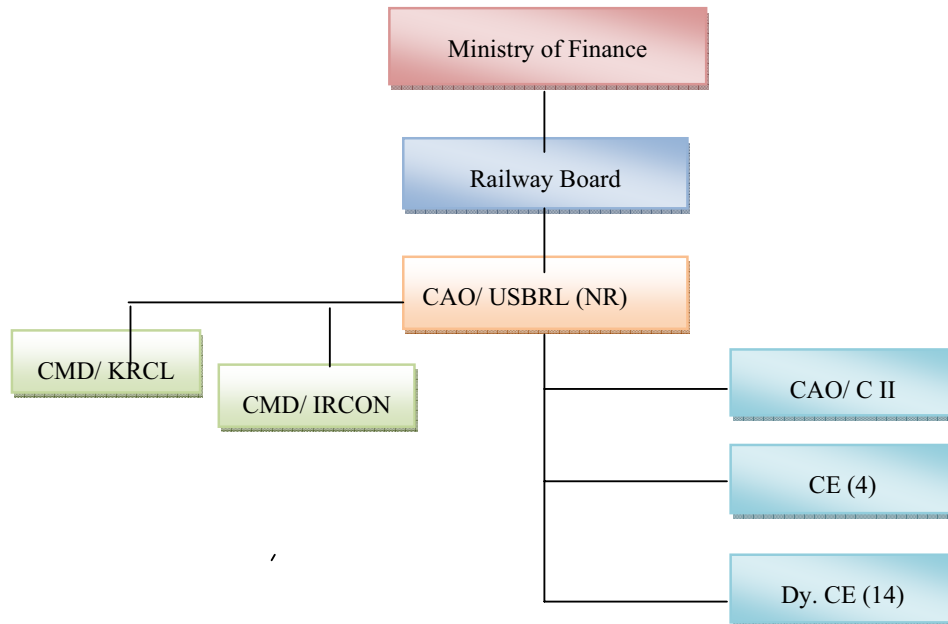 Ministry of Finance
Railway Board
CAO/ USBRL (NR)
CMD/ KRCL
CMD/ IRCON
CAO/ C II
CE (4)
Dy. CE (14)